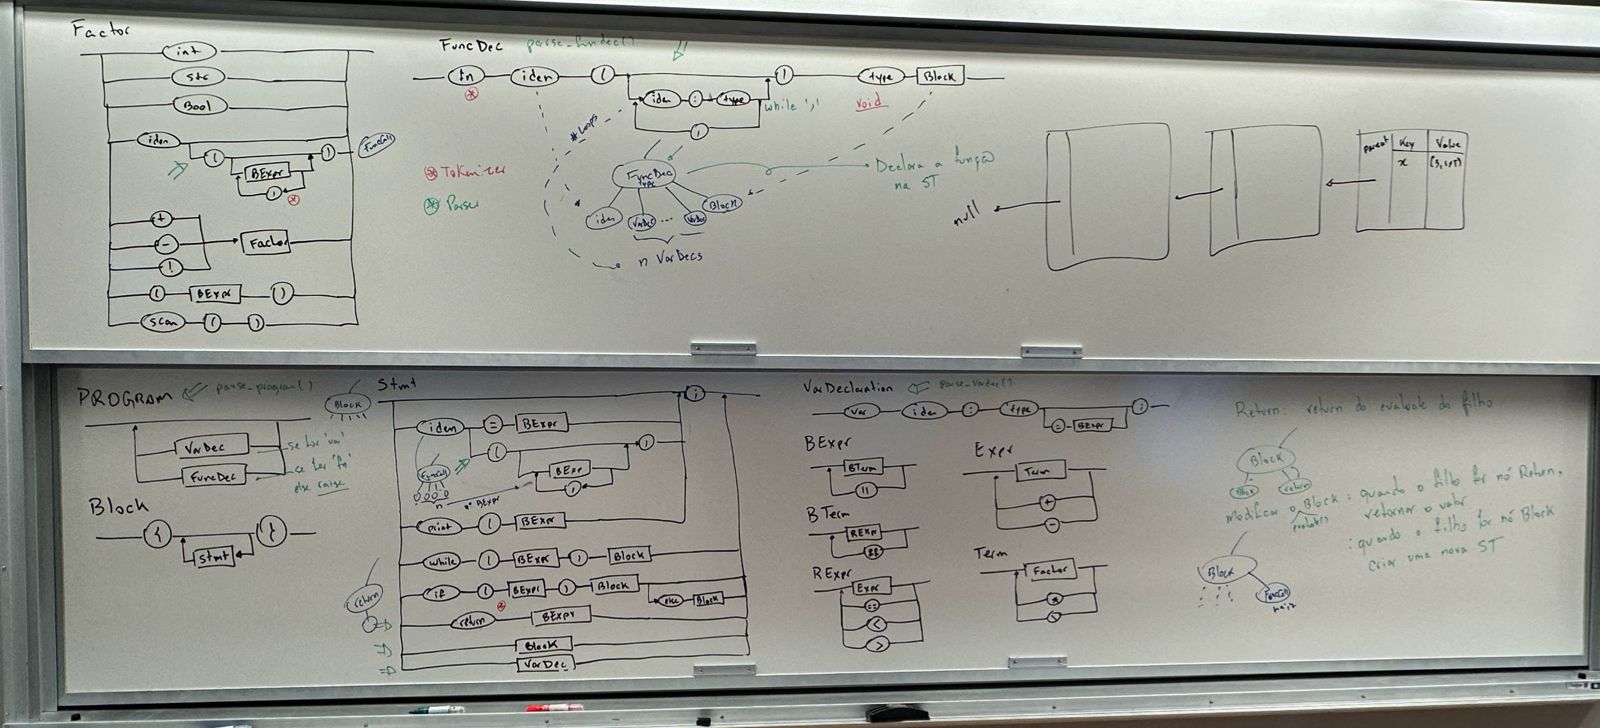 Factor
int
str
Bool
iden
( BExpr )
,
FuncCall
+
-
!
Factor
( BExpr )
scan ( )
FuncDec parse_funcdec()
fn iden ( ) type Block
iden : type
while ','
void
,
# Loops
Tokenizer
Parser
FuncDec
type
iden VarDec ... VarDec Block
n VarDecs
Declara a função
na ST
null
parent Key Value
x (3, int)
PROGRAM parse_program()
VarDec se for 'var'
FuncDec se for 'fn'
else raise
Block
{ }
Stmt
Block
Stmt
;
iden = BExpr
( )
BExpr
,
FuncCall
n
n* BExpr
print ( BExpr
while ( BExpr ) Block
if ( BExpr ) Block
else Block
return BExpr
return
Block
VarDec
VarDeclaration parse_vardec()
var iden : type ;
= BExpr
BExpr
BTerm
||
BTerm
RExpr
&&
RExpr
Expr
==
<
>
Expr
Term
+
-
Term
Factor
*
Return: return do evaluate do filho
Block
return
modificar o Block: quando o filho for nó Return,
retornar o valor
: quando o filho for nó Block
criar uma nova ST
Block
FuncCall
main